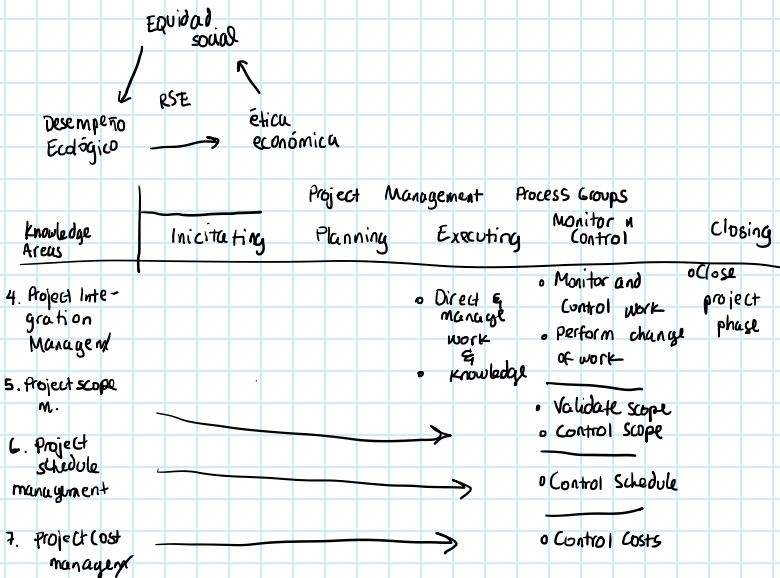 EQUIDAD
social
RSE
Desempeño
Ecológico
ética
económica
Project Management Process Groups
Knowledge
Areas
Inicitating
Planning
Executing
Monitor n
Control
Closing
4. Project Inte-
gration
Managem
• Direct &
manage
work
&
• Knowledge
• Monitor and
Control work
• Perform change
of work
• Close
project
phase
5. Project scope
m.
• Validate scope
• Control scope
6. Project
schedule
management
• Control Schedule
7. Project Cost
managem
• Control Costs